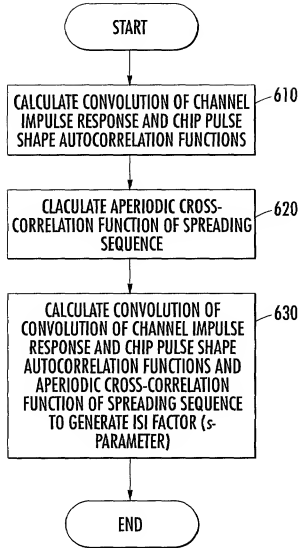 START
CALCULATE CONVOLUTION OF CHANNEL
IMPULSE RESPONSE AND CHIP PULSE
SHAPE AUTOCORRELATION FUNCTIONS
610
CLACULATE APERIODIC CROSS-
CORRELATION FUNCTION OF SPREADING
SEQUENCE
620
CALCULATE CONVOLUTION OF
CONVOLUTION OF CHANNEL IMPULSE
RESPONSE AND CHIP PULSE SHAPE
AUTOCORRELATION FUNCTIONS AND
APERIODIC CROSS-CORRELATION
FUNCTION OF SPREADING SEQUENCE
TO GENERATE ISI FACTOR (s-
PARAMETER)
630
END